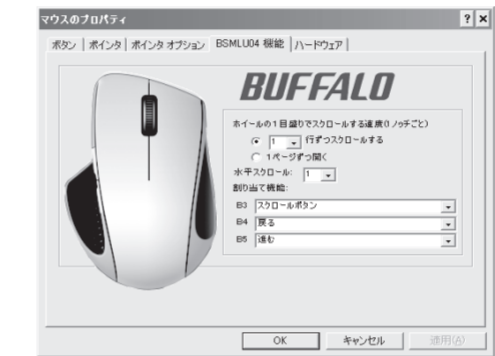 マウスのプロパティ
ボタン ポインタ ポインタ オプション BSMLU04 機能 ハードウェア
BUFFALO
ホイールの1目盛りでスクロールする速度(1ノッチごと)
1 行ずつスクロールする
1ページずつ開く
水平スクロール: 1
割り当て機能:
B3 スクロールボタン
B4 戻る
B5 進む
OK キャンセル 適用(A)